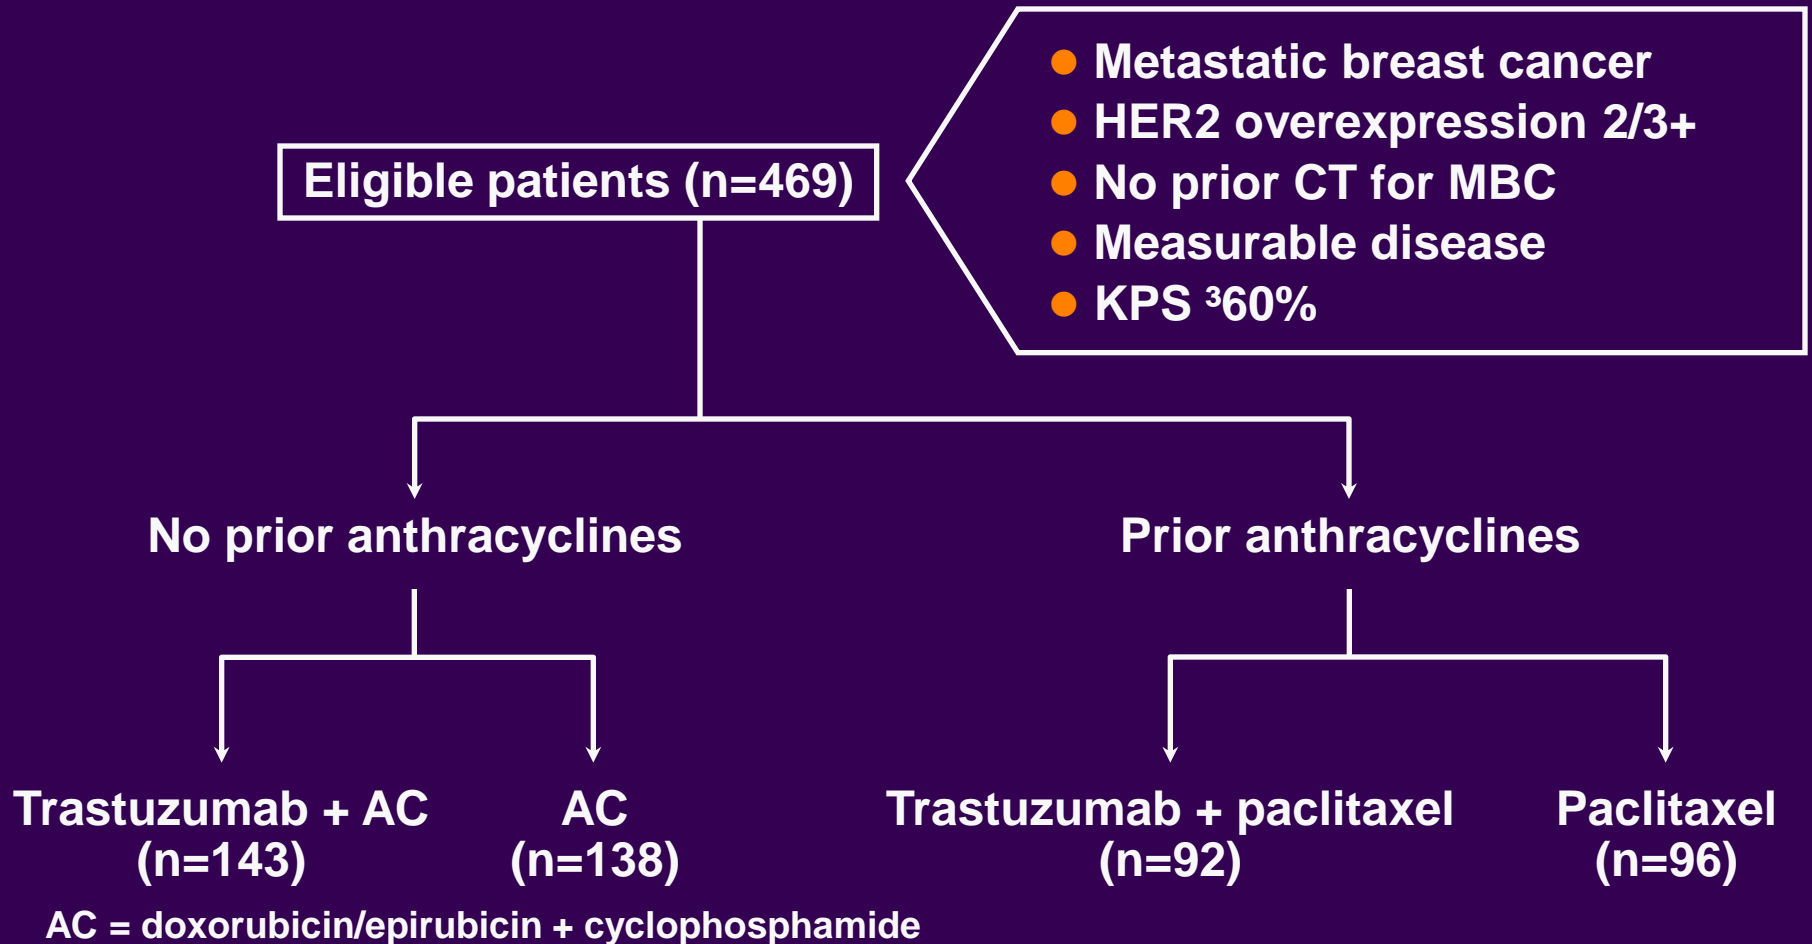 Metastatic breast cancer
HER2 overexpression 2/3+
Eligible patients (n=469)
No prior CT for MBC
Measurable disease
KPS ³60%
No prior anthracyclines
Prior anthracyclines
Trastuzumab + AC
(n=143)
AC
(n=138)
Trastuzumab + paclitaxel
(n=92)
Paclitaxel
(n=96)
AC = doxorubicin/epirubicin + cyclophosphamide